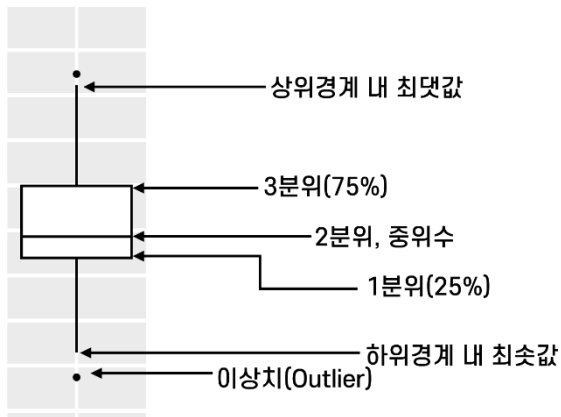 상위경계 내 최댓값
3분위(75%)
2분위, 중위수
1분위(25%)
하위경계 내 최솟값
이상치(Outlier)